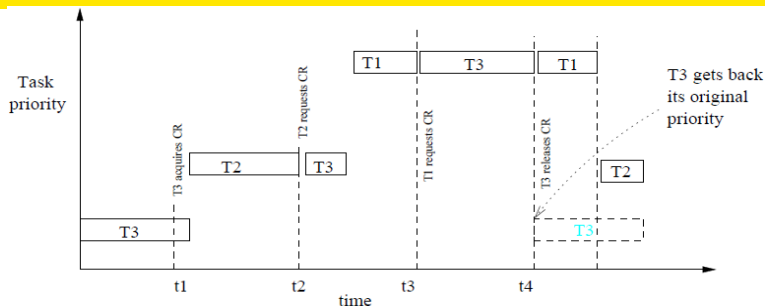 Task
priority
T3
T3 acquires CR
T2
T2 requests CR
T3
T1
T1 requests CR
T3
T3 releases CR
T1
T3 gets back
its original
priority
T2
T3
t1
t2
t3
t4
time